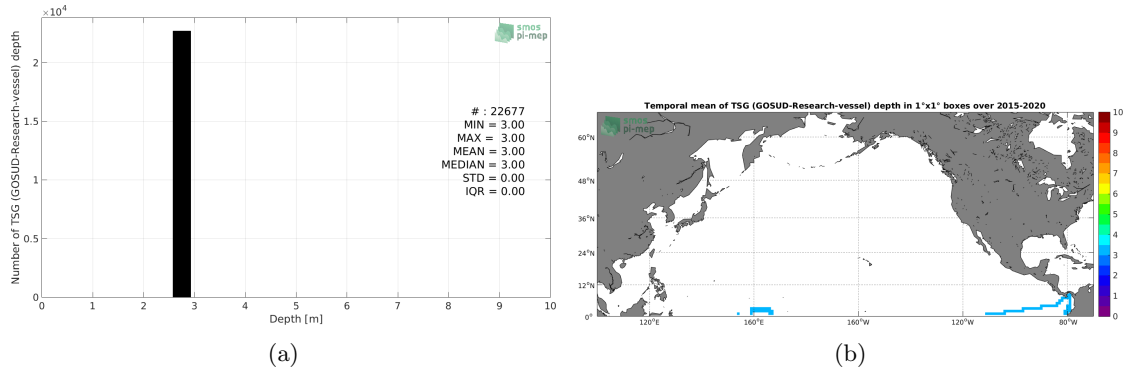 ×10⁴
2
1.5
1
0.5
0
Number of TSG (GOSUD-Research-vessel) depth
smos
pi-mep
# : 22677
MIN = 3.00
MAX = 3.00
MEAN = 3.00
MEDIAN = 3.00
STD = 0.00
IQR = 0.00
0 1 2 3 4 5 6 7 8 9 10
Depth [m]
(a)
Temporal mean of TSG (GOSUD-Research-vessel) depth in 1°x1° boxes over 2015-2020
smos
pi-mep
60°N
48°N
36°N
24°N
12°N
0°
120°E 160°E 160°W 120°W 80°W
10
9
8
7
6
5
4
3
2
1
0
(b)